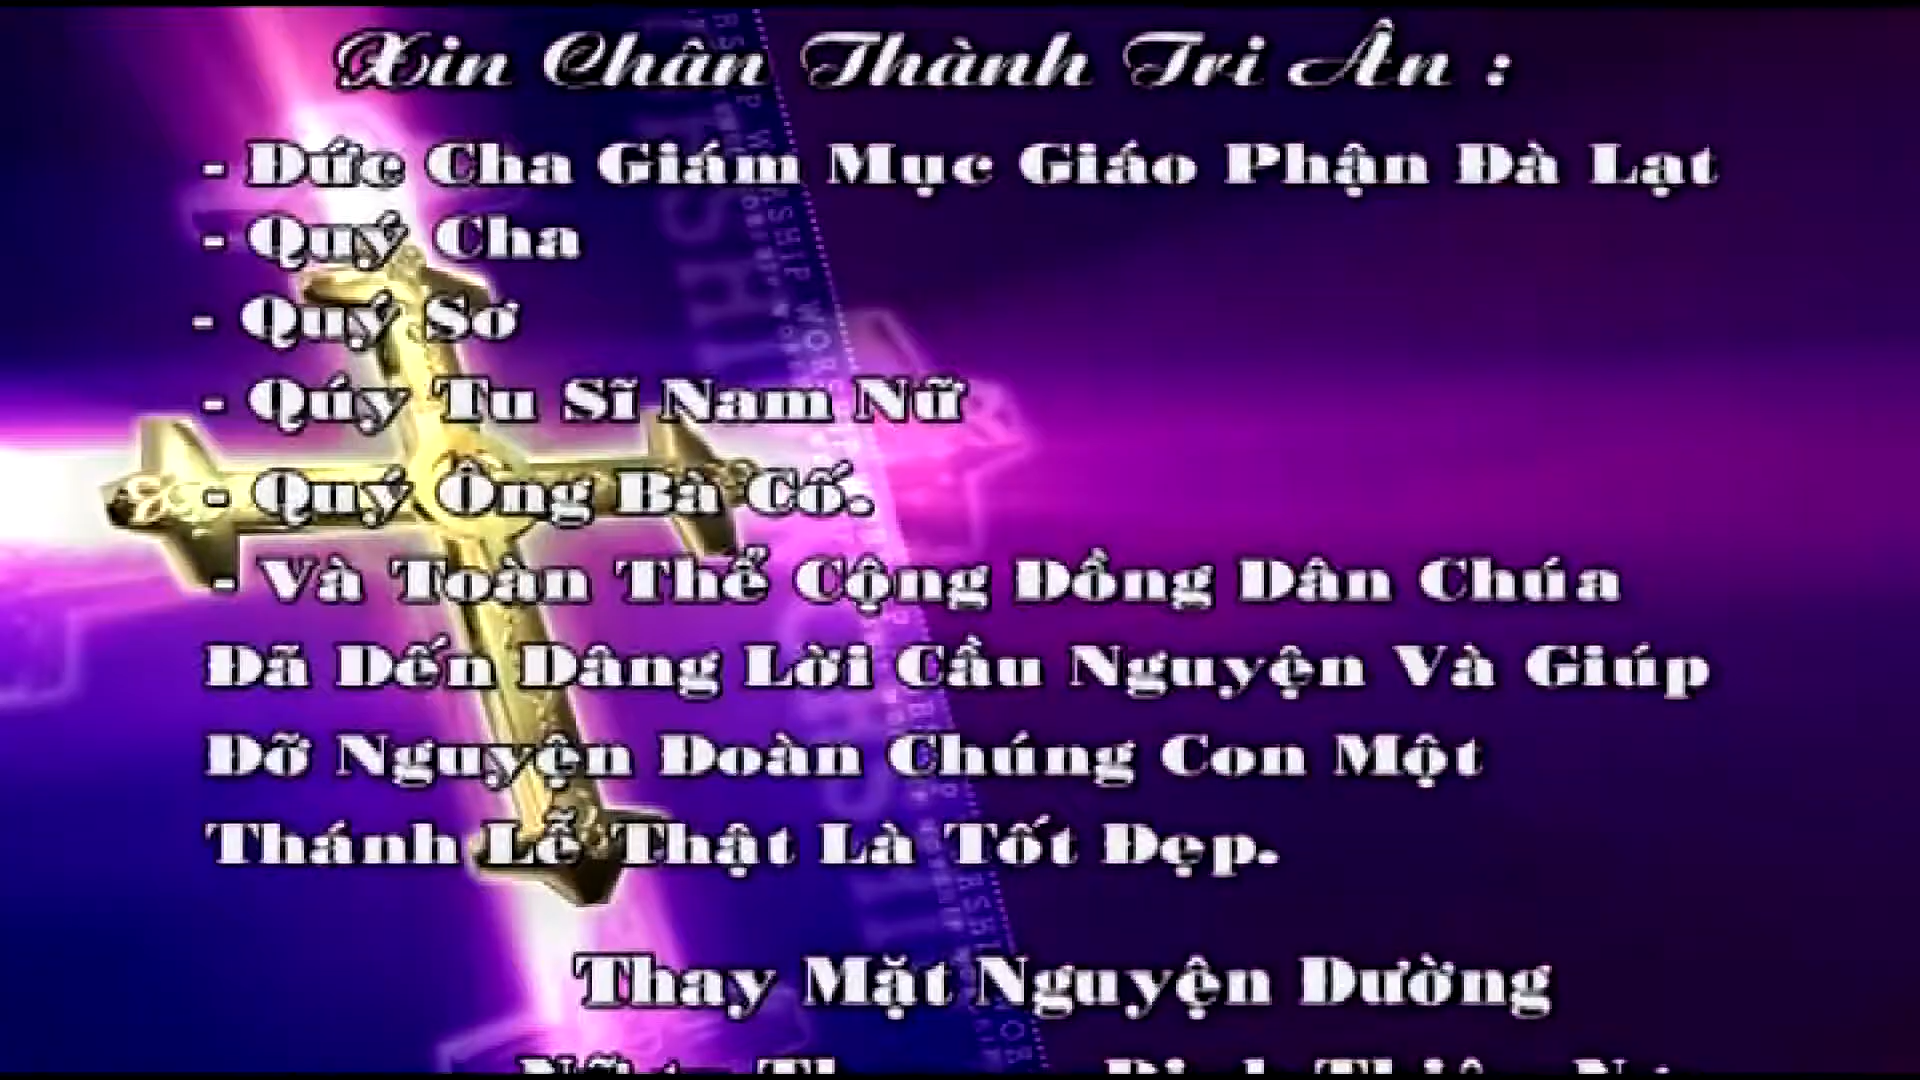 Xin Chân Thành Tri Ân :
- Đức Cha Giám Mục Giáo Phận Đà Lạt
- Quý Cha
- Quý Sơ
- Qúy Tu Sĩ Nam Nữ
- Quý Ông Bà Cố.
- Và Toàn Thể Cộng Đồng Dân Chúa
Đã Dến Dâng Lời Cầu Nguyện Và Giúp
Đỡ Nguyện Đoàn Chúng Con Một
Thánh Lễ Thật Là Tốt Đẹp.
Thay Mặt Nguyện Đường